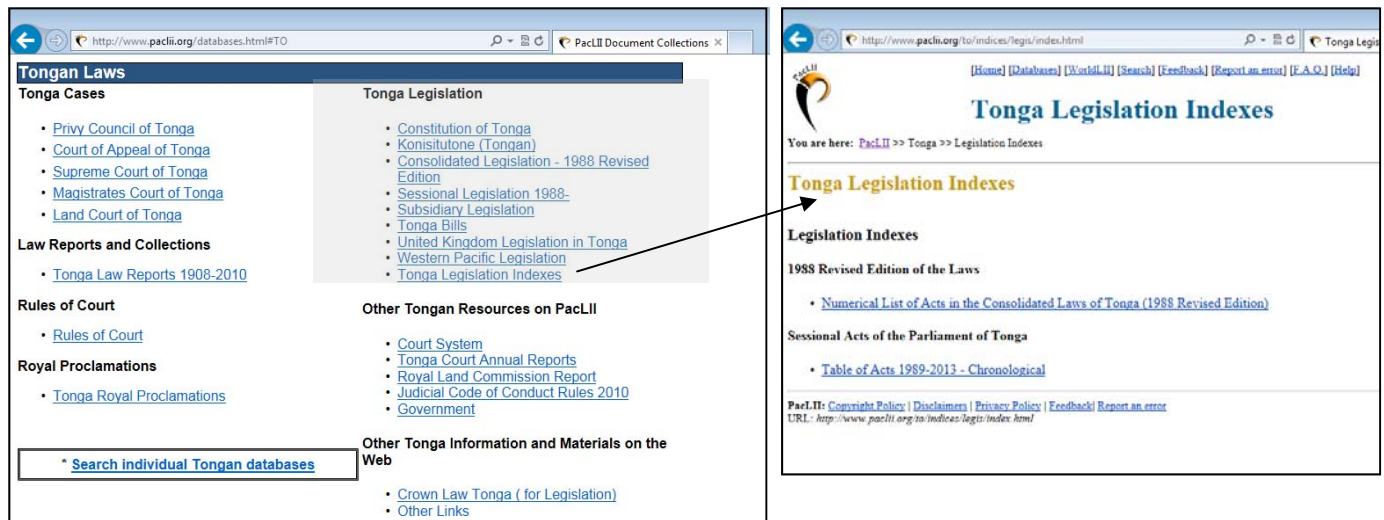 http://www.paclii.org/databases.html#TO
PacLII Document Collections
Tongan Laws
Tonga Cases
• Privy Council of Tonga
• Court of Appeal of Tonga
• Supreme Court of Tonga
• Magistrates Court of Tonga
• Land Court of Tonga
Law Reports and Collections
• Tonga Law Reports 1908-2010
Rules of Court
• Rules of Court
Royal Proclamations
• Tonga Royal Proclamations
* Search individual Tongan databases
Tonga Legislation
• Constitution of Tonga
• Konisitutone (Tongan)
• Consolidated Legislation - 1988 Revised
Edition
• Sessional Legislation 1988-
• Subsidiary Legislation
• Tonga Bills
• United Kingdom Legislation in Tonga
• Western Pacific Legislation
• Tonga Legislation Indexes
Other Tongan Resources on PacLII
• Court System
• Tonga Court Annual Reports
• Royal Land Commission Report
• Judicial Code of Conduct Rules 2010
• Government
Other Tonga Information and Materials on the
Web
• Crown Law Tonga ( for Legislation)
• Other Links
http://www.paclii.org/to/indices/legis/index.html
Tonga Legis
PacLII
[Home] [Databases] [WorldLII] [Search] [Feedback] [Report an error] [F.A.Q.] [Help]
Tonga Legislation Indexes
You are here: PacLII >> Tonga >> Legislation Indexes
Tonga Legislation Indexes
Legislation Indexes
1988 Revised Edition of the Laws
• Numerical List of Acts in the Consolidated Laws of Tonga (1988 Revised Edition)
Sessional Acts of the Parliament of Tonga
• Table of Acts 1989-2013 - Chronological
PacLII: Copyright Policy | Disclaimers | Privacy Policy | Feedback| Report an error
URL: http://www.paclii.org/to/indices/legis/index.html